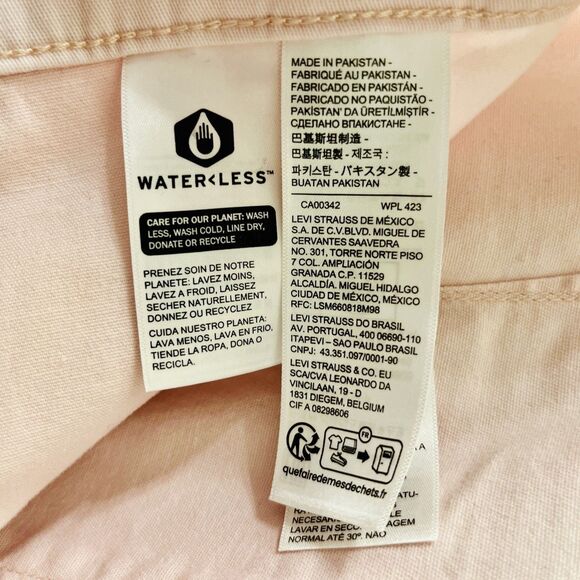 WATER<LESS™
CARE FOR OUR PLANET: WASH
LESS, WASH COLD, LINE DRY,
DONATE OR RECYCLE
PRENEZ SOIN DE NOTRE
PLANETE: LAVEZ MOINS,
LAVEZ A FROID, LAISSEZ
SECHER NATURELLEMENT,
DONNEZ OU RECYCLEZ
CUIDA NUESTRO PLANETA:
LAVA MENOS, LAVA EN FRIO,
TIENDE LA ROPA, DONA O
RECICLA.
MADE IN PAKISTAN -
FABRIQUÉ AU PAKISTAN -
FABRICADO EN PAKISTÁN -
FABRICADO NO PAQUISTÃO -
PAKİSTAN' DA ÜRETİLMİŞTİR -
СДЕЛАНО ВПАКИСТАНЕ -
巴基斯坦制造 -
巴基斯坦製 - 제조국 :
파키스탄 - パキスタン製 -
BUATAN PAKISTAN
CA00342 WPL 423
LEVI STRAUSS DE MÉXICO
S.A. DE C.V.BLVD. MIGUEL DE
CERVANTES SAAVEDRA
NO. 301, TORRE NORTE PISO
7 COL. AMPLIACIÓN
GRANADA C.P. 11529
ALCALDÍA. MIGUEL HIDALGO
CIUDAD DE MÉXICO, MÉXICO
RFC: LSM660818M98
LEVI STRAUSS DO BRASIL
AV. PORTUGAL, 400 06690-110
ITAPEVI – SAO PAULO BRASIL
CNPJ: 43.351.097/0001-90
LEVI STRAUSS & CO. EU
SCA/CVA LEONARDO DA
VINCILAAN, 19 - D
1831 DIEGEM, BELGIUM
CIF A 08298606
FR
quefairedemesdechets.fr
NECESARIO
LAVAR EN SECO
NORMAL ATÉ 30º. NÃO